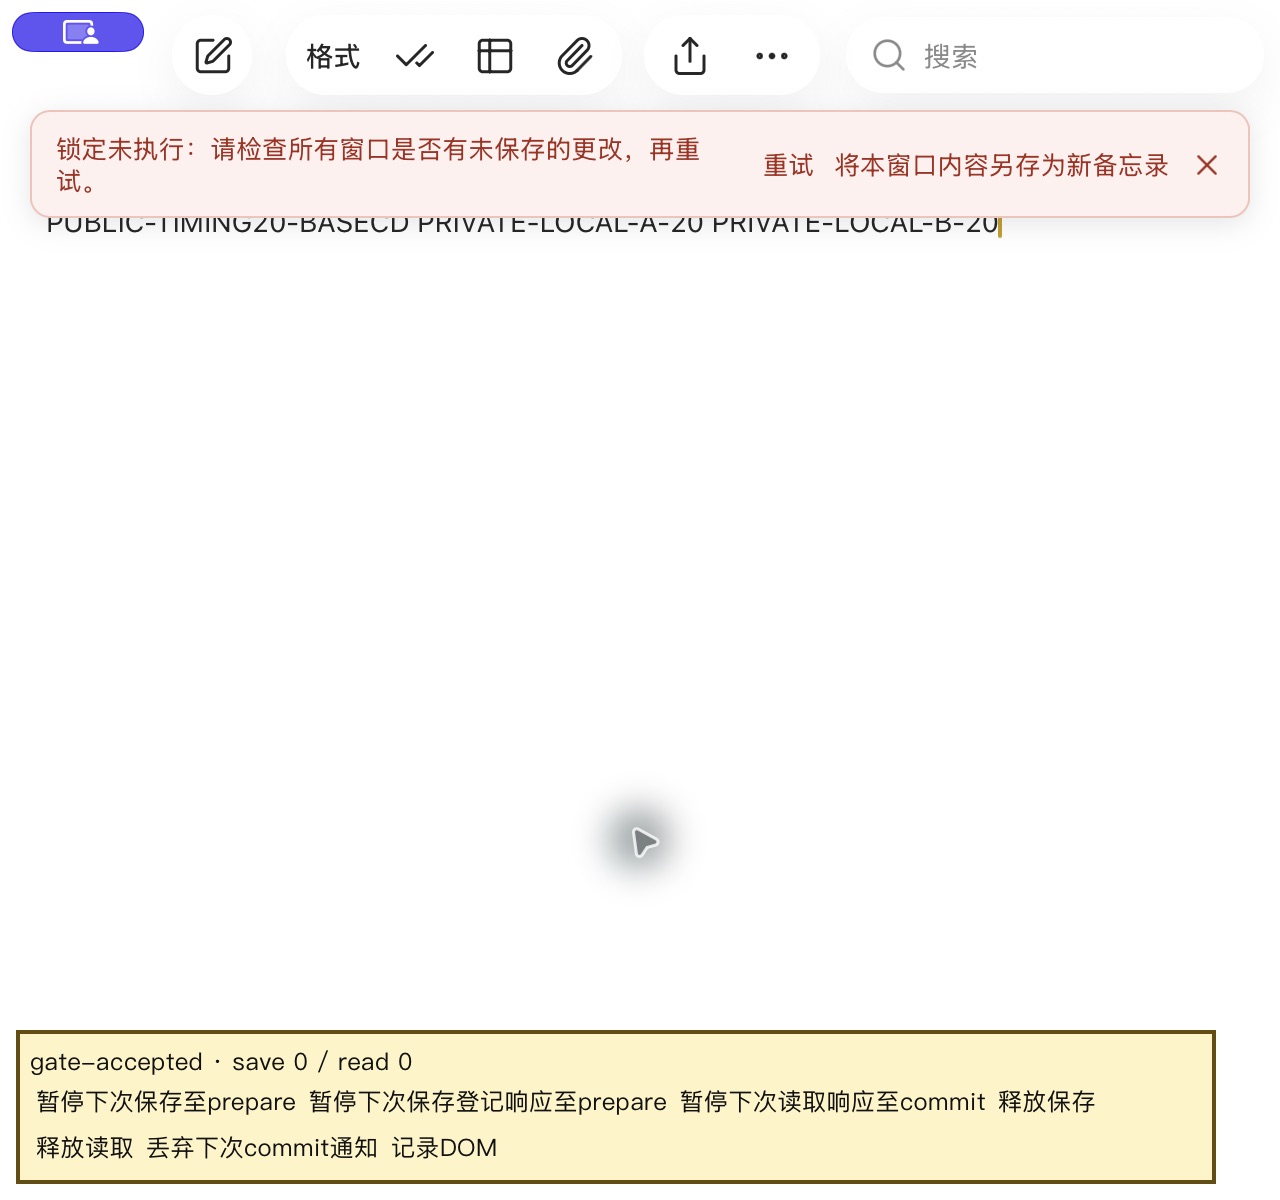 格式
搜索
锁定未执行：请检查所有窗口是否有未保存的更改，再重
试。
重试 将本窗口内容另存为新备忘录
PUBLIC-TIMING20-BASECD PRIVATE-LOCAL-A-20 PRIVATE-LOCAL-B-20
gate-accepted · save 0 / read 0
暂停下次保存至prepare 暂停下次保存登记响应至prepare 暂停下次读取响应至commit 释放保存
释放读取 丢弃下次commit通知 记录DOM